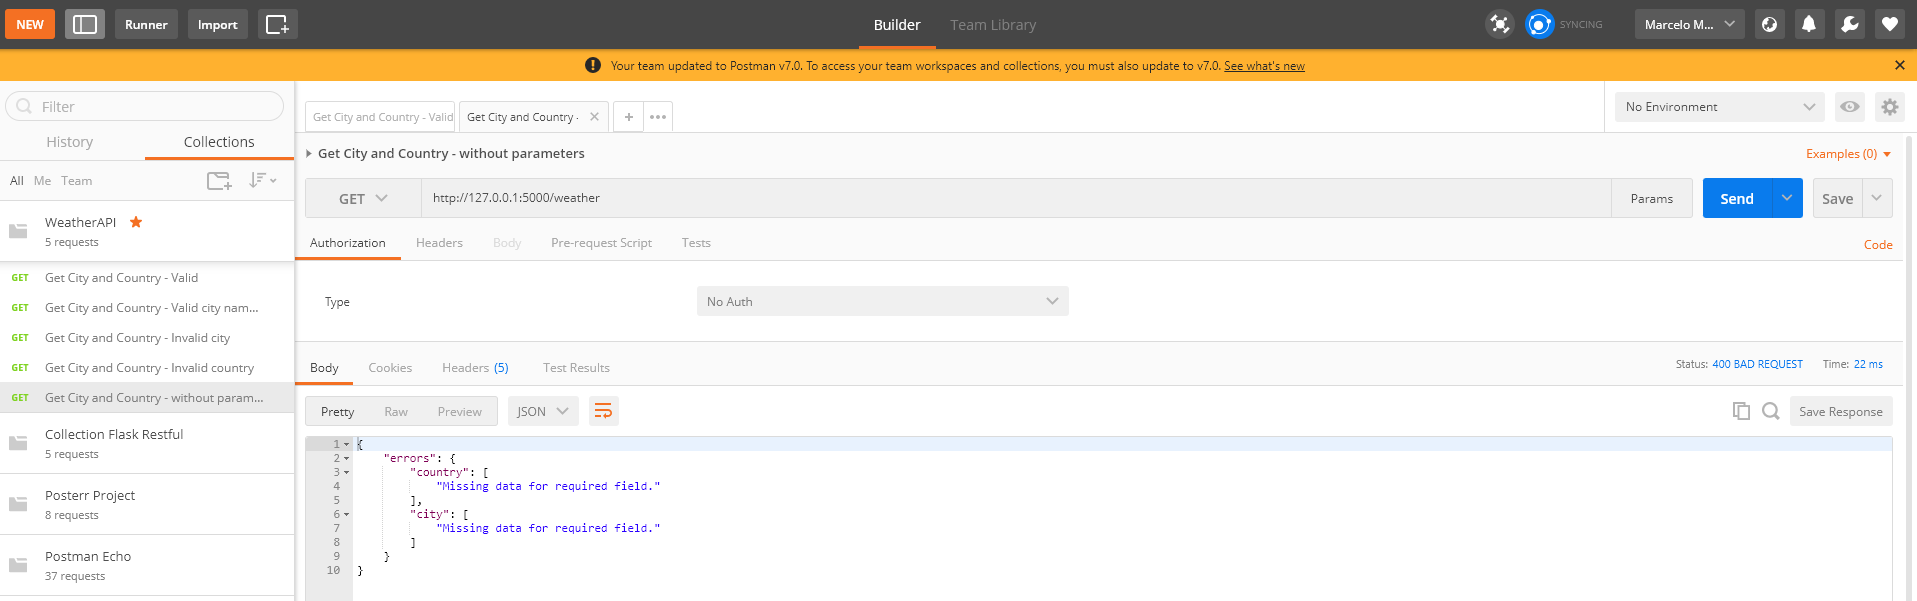 NEW Runner Import Builder Team Library SYNCING Marcelo M...
Your team updated to Postman v7.0. To access your team workspaces and collections, you must also update to v7.0. See what's new
Filter
History Collections
All Me Team
WeatherAPI
5 requests
GET Get City and Country - Valid
GET Get City and Country - Valid city nam...
GET Get City and Country - Invalid city
GET Get City and Country - Invalid country
GET Get City and Country - without param...
Collection Flask Restful
5 requests
Posterr Project
8 requests
Postman Echo
37 requests
Get City and Country - Valid Get City and Country - No Environment
Get City and Country - without parameters Examples (0)
GET http://127.0.0.1:5000/weather Params Send Save
Authorization Headers Body Pre-request Script Tests Code
Type No Auth
Body Cookies Headers (5) Test Results Status: 400 BAD REQUEST Time: 22 ms
Pretty Raw Preview JSON Save Response
1 {
2 "errors": {
3 "country": [
4 "Missing data for required field."
5 ],
6 "city": [
7 "Missing data for required field."
8 ]
9 }
10 }